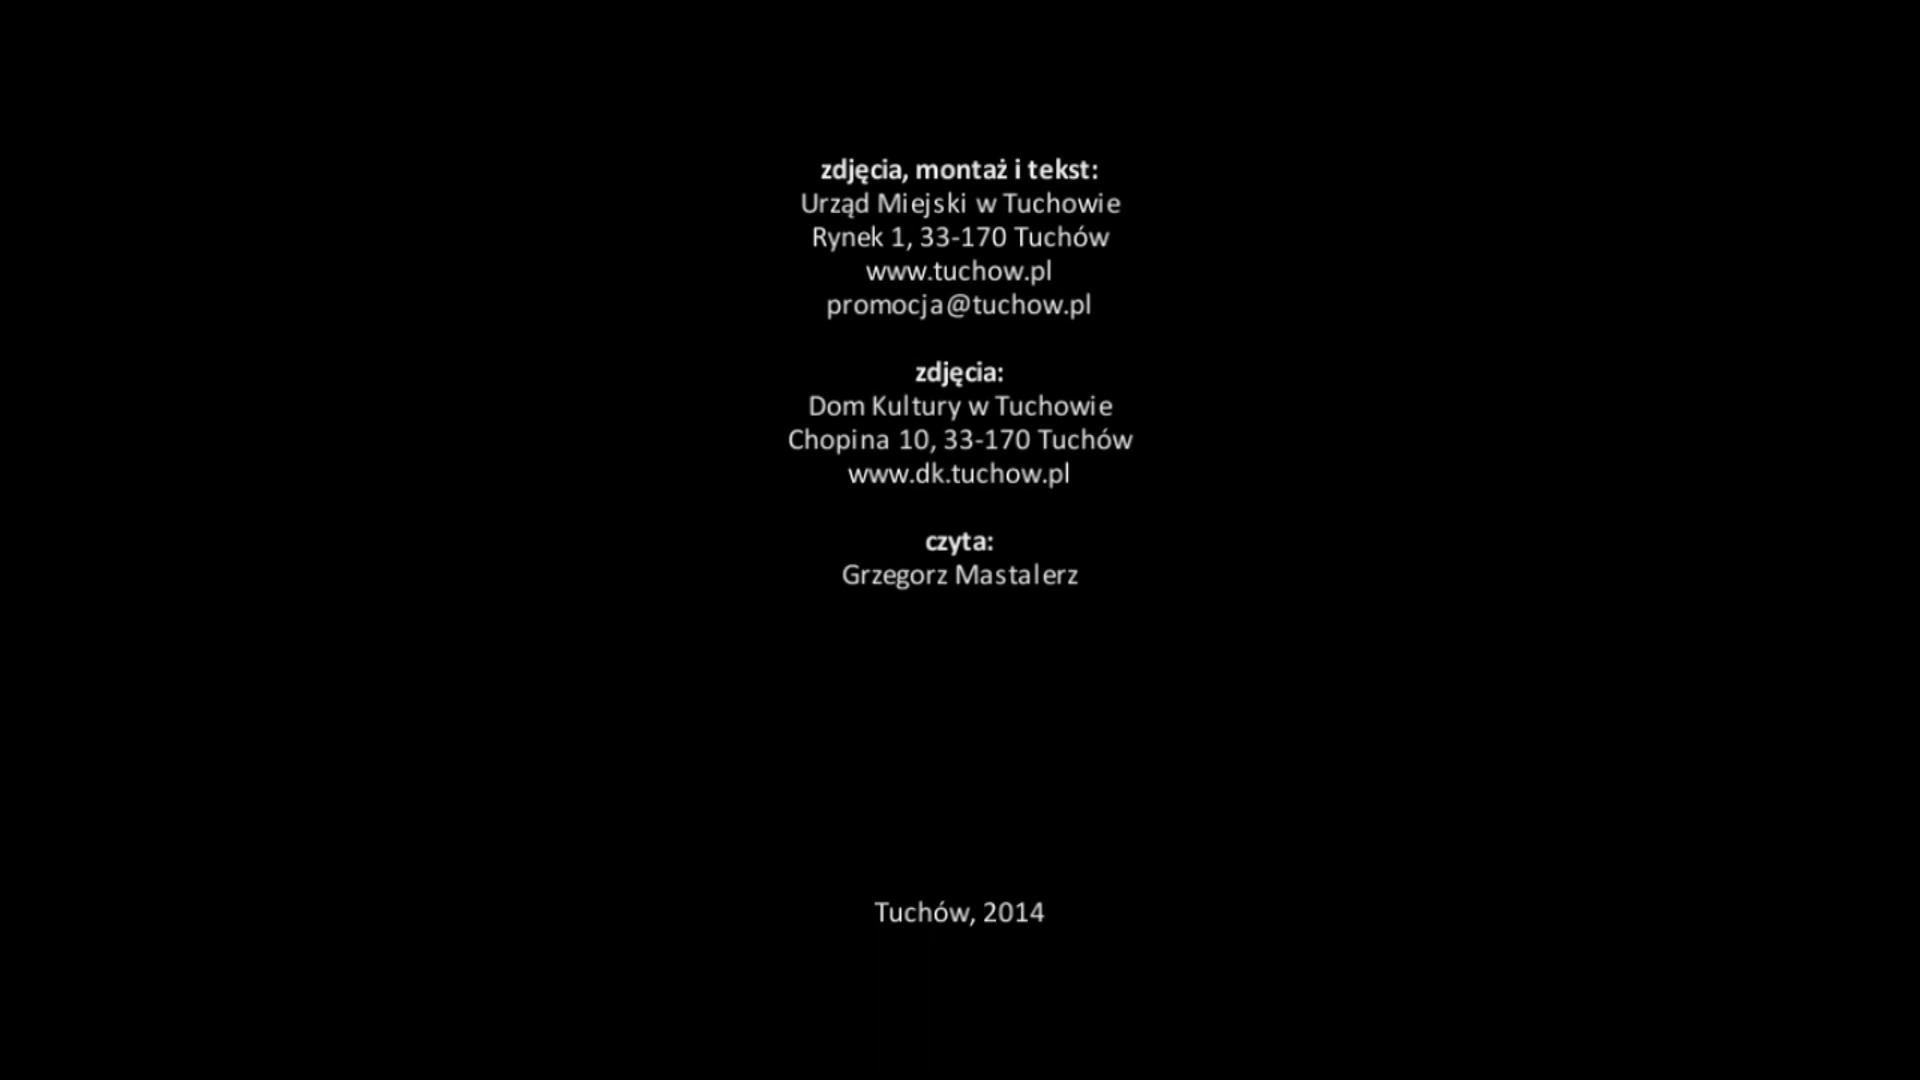 zdjęcia, montaż i tekst:
Urząd Miejski w Tuchowie
Rynek 1, 33-170 Tuchów
www.tuchow.pl
promocja@tuchow.pl
zdjęcia:
Dom Kultury w Tuchowie
Chopina 10, 33-170 Tuchów
www.dk.tuchow.pl
czyta:
Grzegorz Mastalerz
Tuchów, 2014